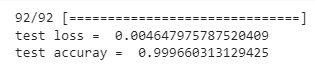 92/92 [==============================]
test loss =  0.004647975787520409
test accuray =  0.999660313129425